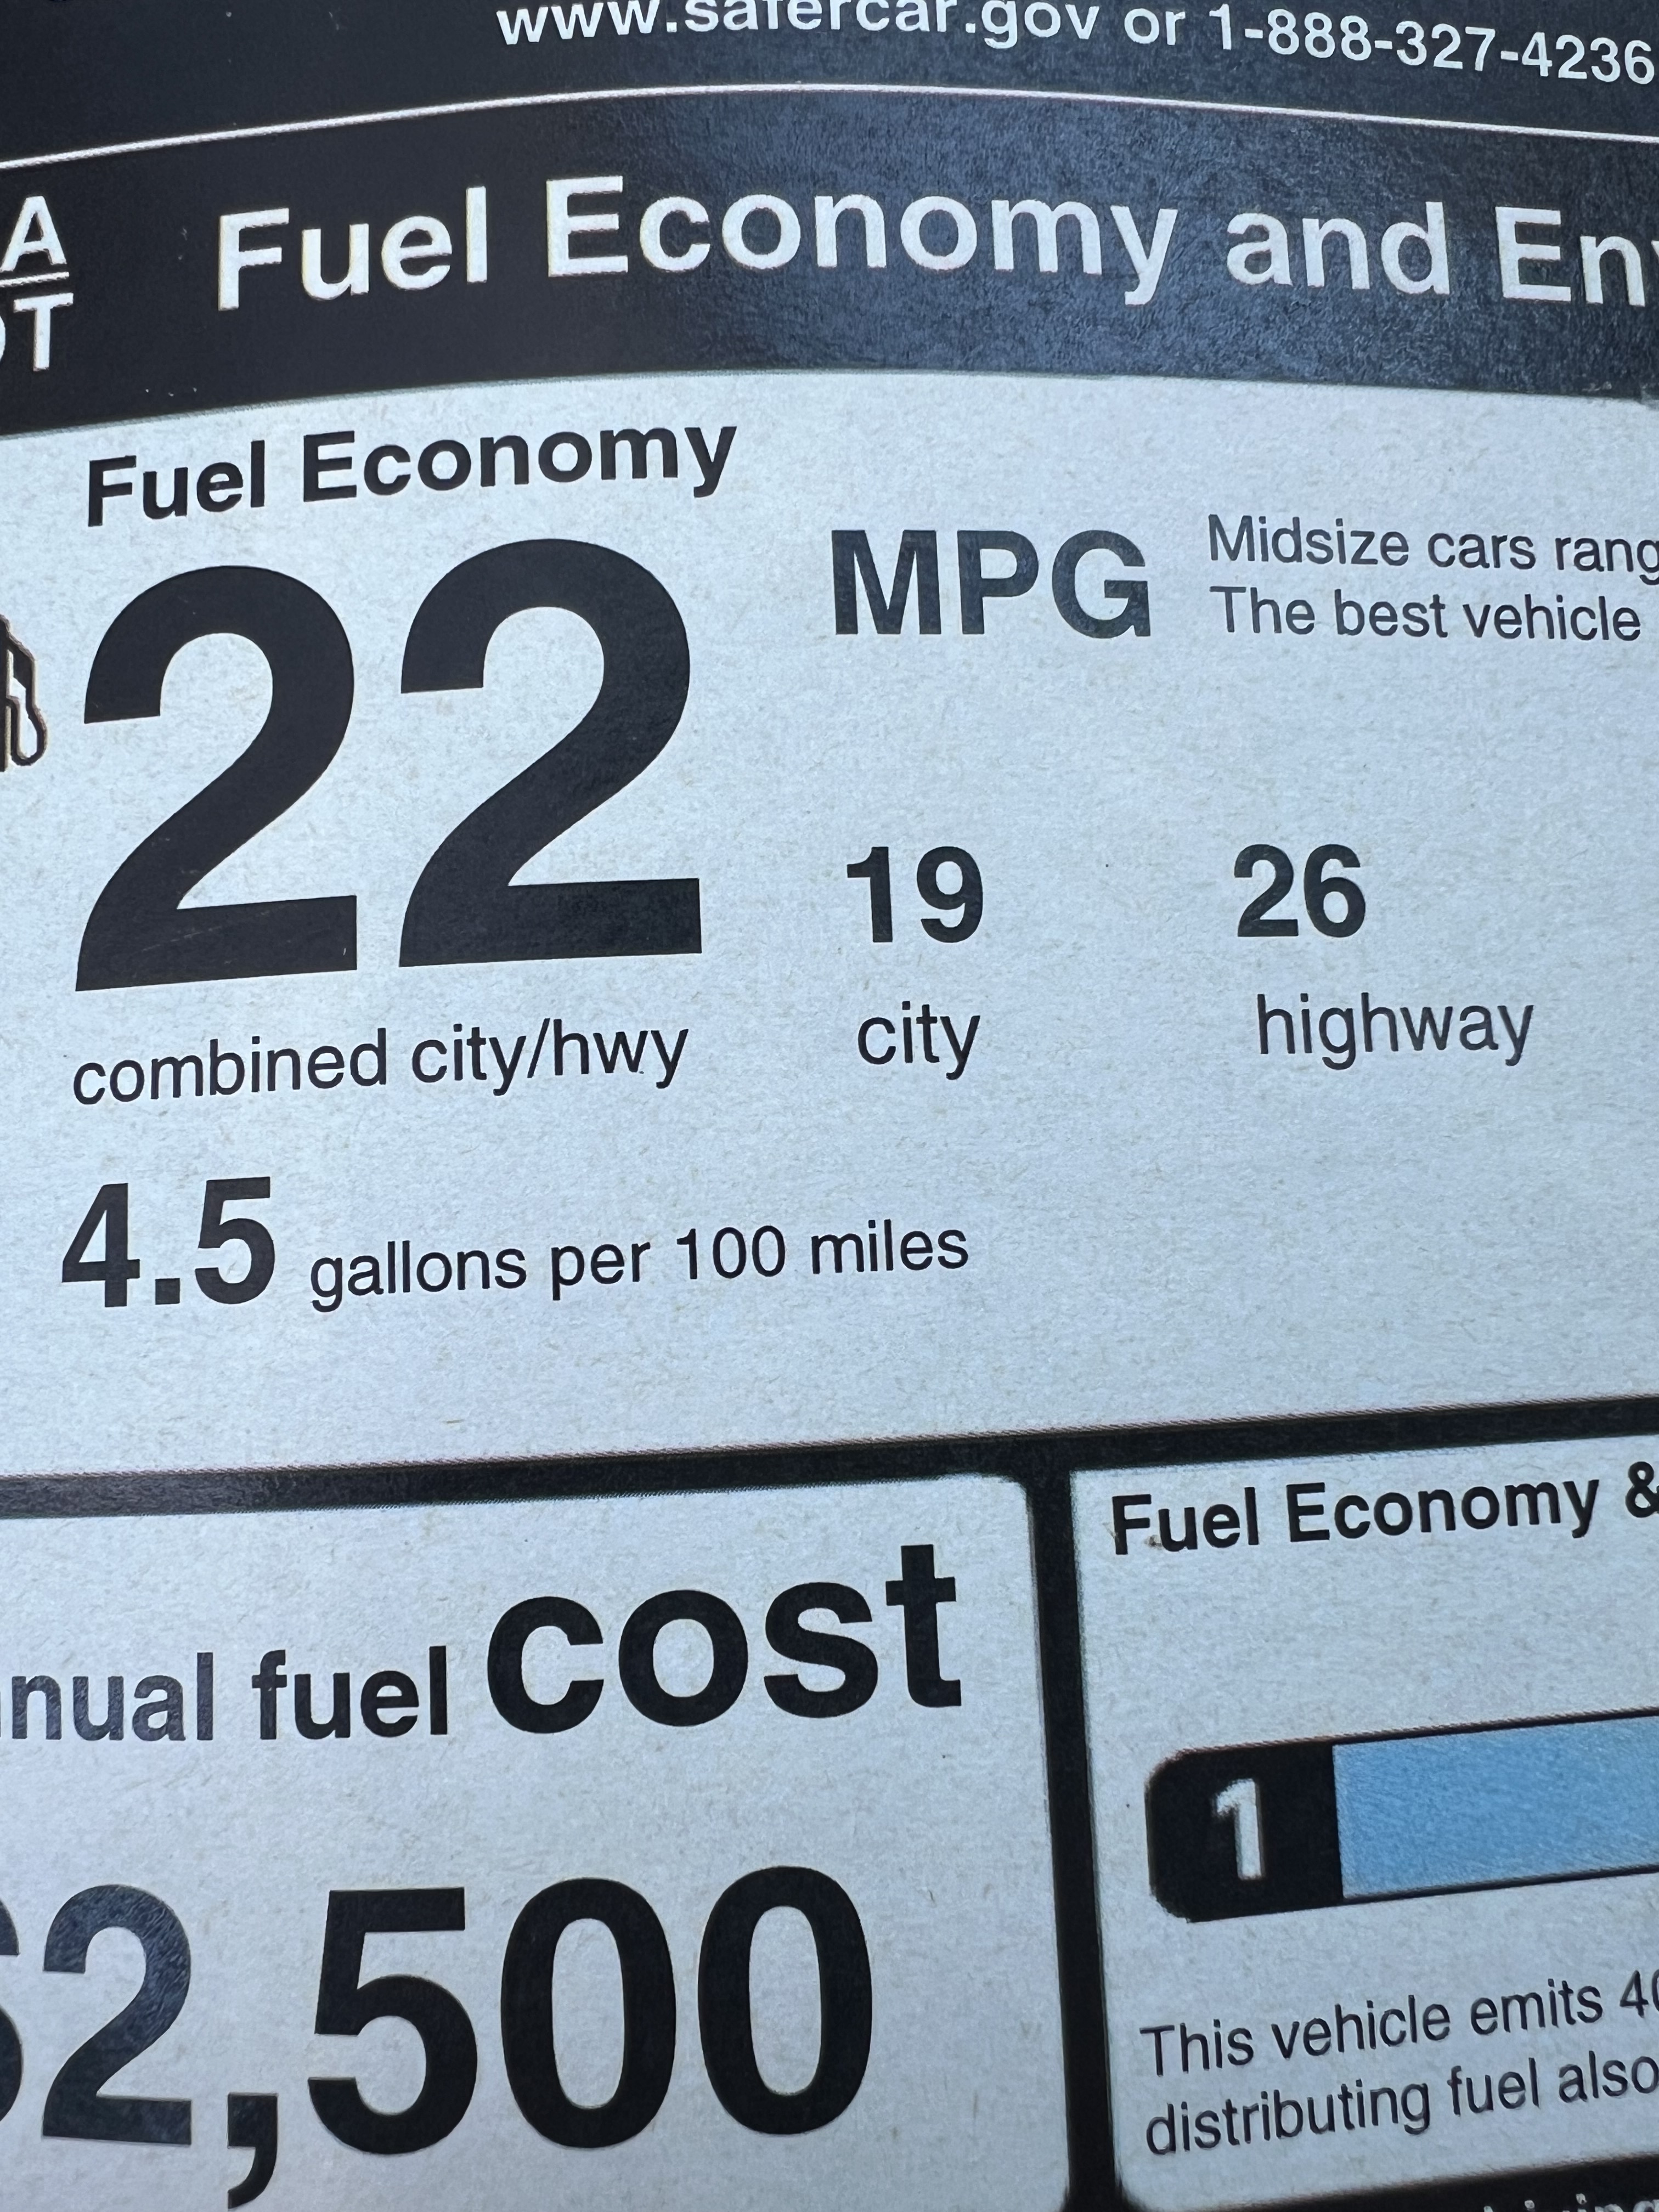 www.safercar.gov or 1-888-327-4236
Fuel Economy and
Fuel Economy
22
MPG
Midsize cars
The best vehicle
19
26
combined city/hwy
city
highway
4.5 gallons per 100 miles
fuel cost
2,500
Fuel Economy &
1
This vehicle emits
distributing fuel also